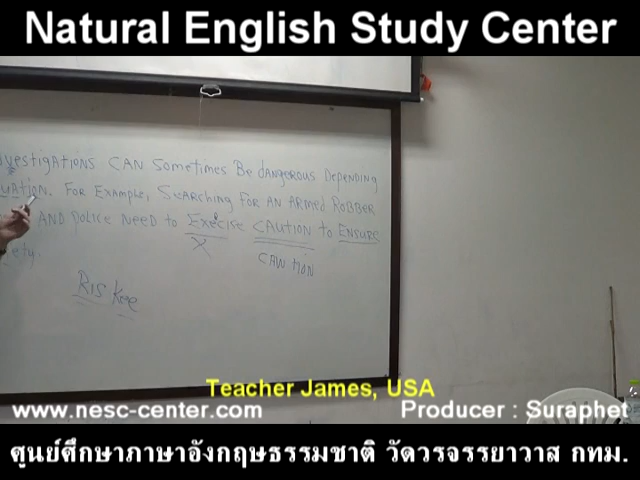 Natural English Study Center
vestigations can sometimes be dangerous depending
uation. For example, searching for an armed robber
and police need to Exercise caution to ensure
fety.
X
caw tion
Ris
Teacher James, USA
www.nesc-center.com
Producer : Suraphet
ศูนย์ศึกษาภาษาอังกฤษธรรมชาติ วัดวรจรรยาวาส กทม.